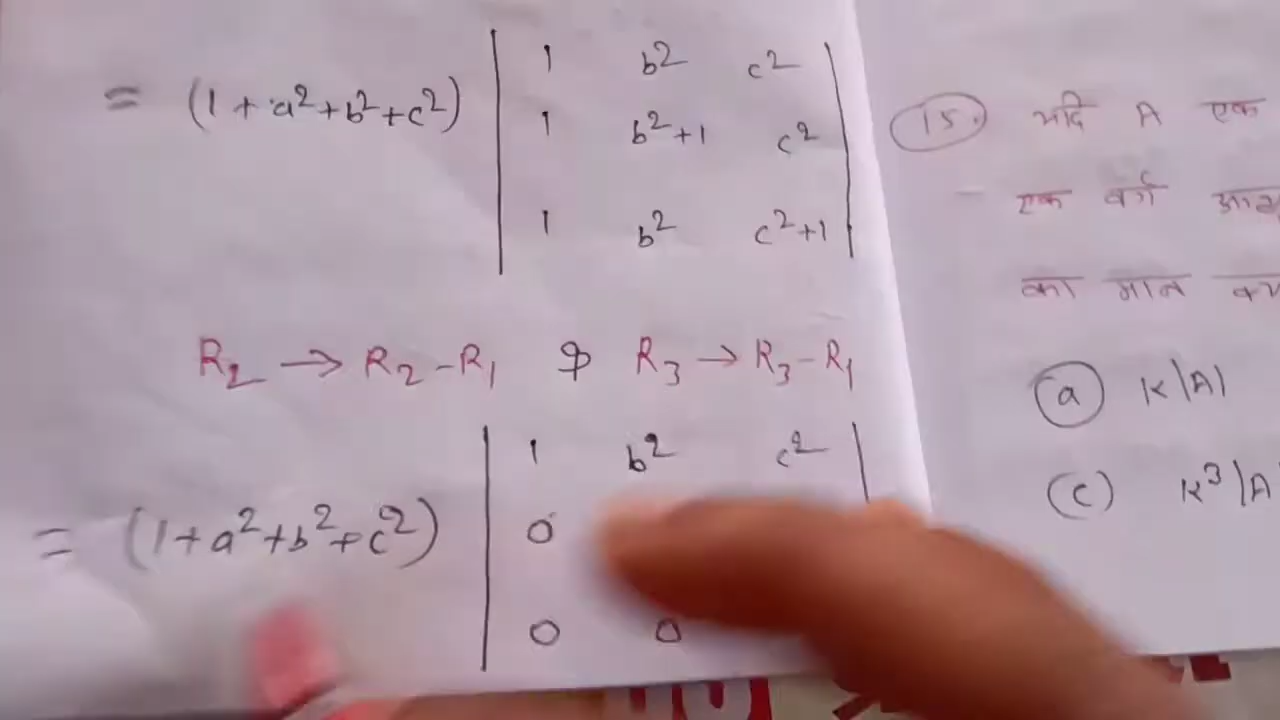 1 b² c²
= (1+a²+b²+c²) 1 b²+1 c²
1 b² c²+1
R₂ → R₂-R₁ & R₃ → R₃-R₁
1 b² c²
= (1+a²+b²+c²) 0
0 0
15. यदि A एक
एक वर्ग
का मान
(a) K|A|
(c) K³|A